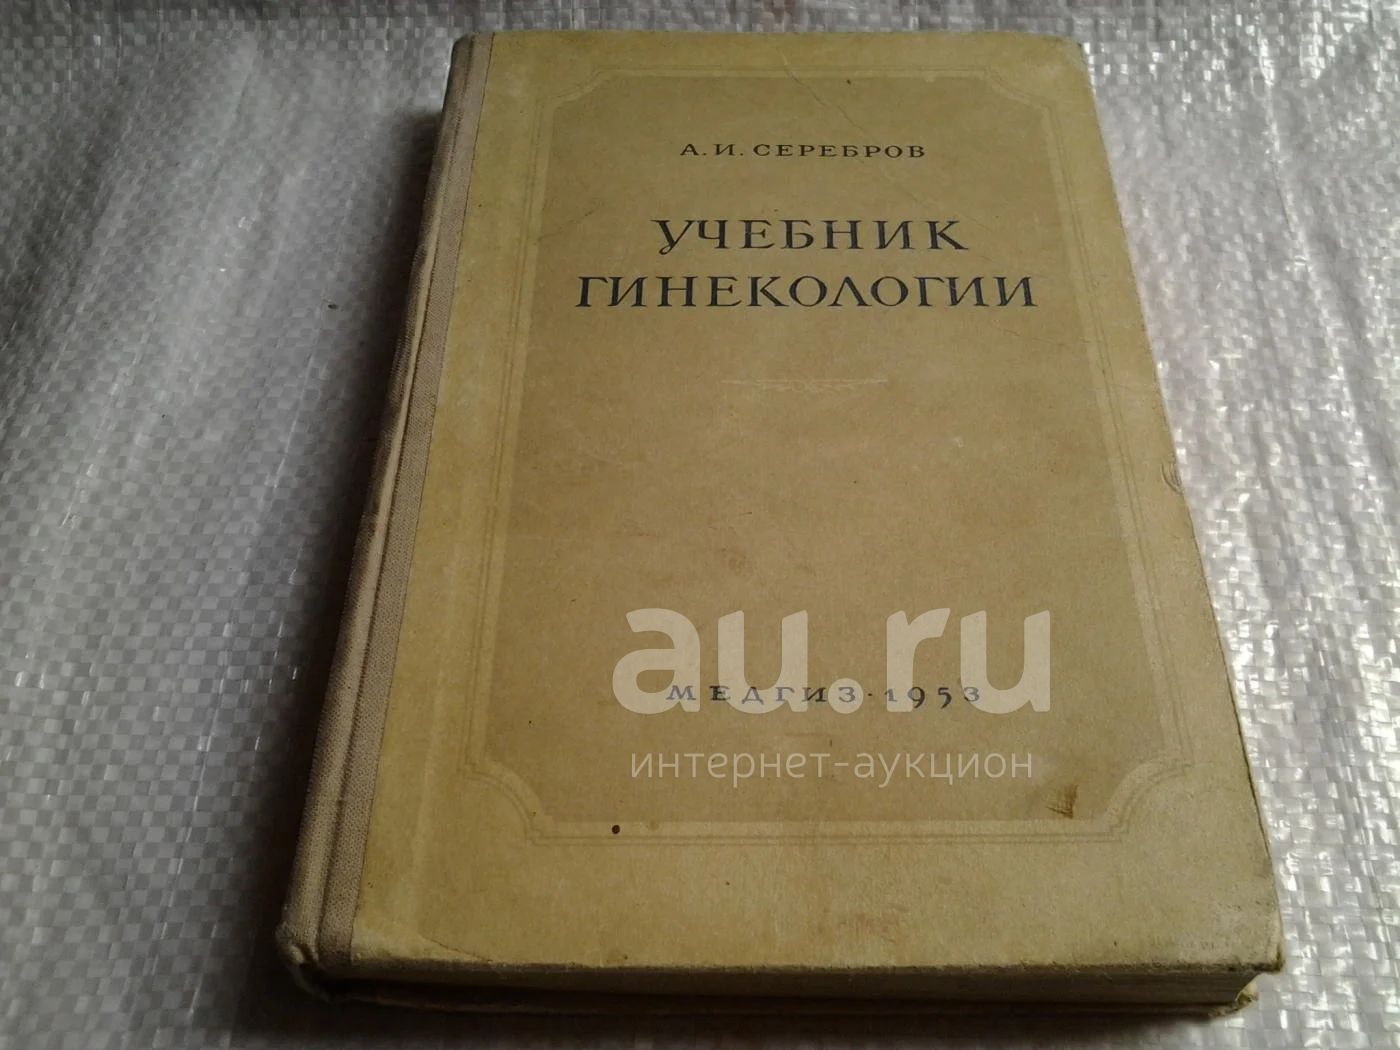 А. И. СЕРЕБРОВ
УЧЕБНИК
ГИНЕКОЛОГИИ
au.ru
МЕДГИЗ · 1953
интернет-аукцион